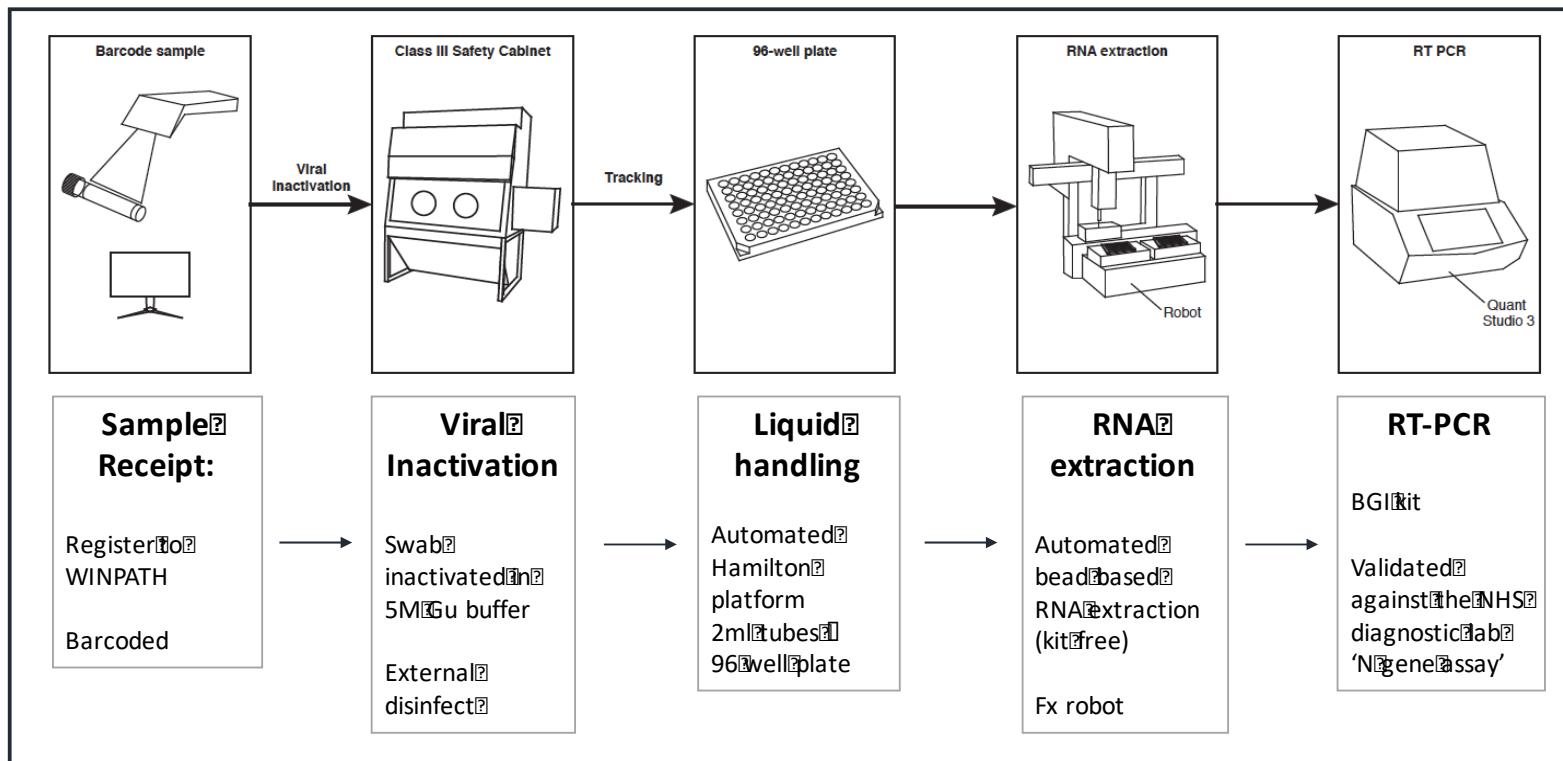 Barcode sample
Class III Safety Cabinet
96-well plate
RNA extraction
RT PCR
Viral
inactivation
Tracking
Robot
Quant
Studio 3
Sample⍰
Receipt:
Register⍰to⍰
WINPATH
Barcoded
Viral⍰
Inactivation
Swab⍰
inactivated⍰in⍰
5M⍰Gu buffer
External⍰
disinfect⍰
Liquid⍰
handling
Automated⍰
Hamilton⍰
platform
2ml⍰tubes⍰
96⍰well⍰plate
RNA⍰
extraction
Automated⍰
bead⍰based⍰
RNA⍰extraction
(kit⍰free)
Fx robot
RT-PCR
BGI⍰kit
Validated⍰
against⍰the⍰NHS⍰
diagnostic⍰lab⍰
‘N⍰gene⍰assay’